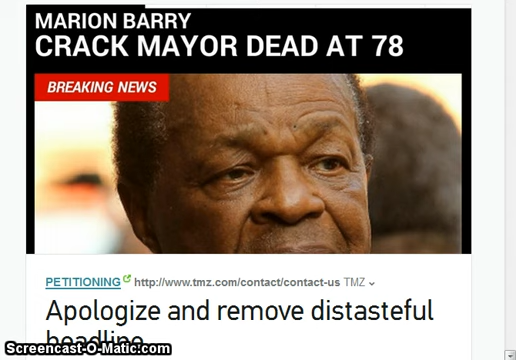 MARION BARRY
CRACK MAYOR DEAD AT 78
BREAKING NEWS
PETITIONING http://www.tmz.com/contact/contact-us TMZ
Apologize and remove distasteful
headline
Screencast-O-Matic.com